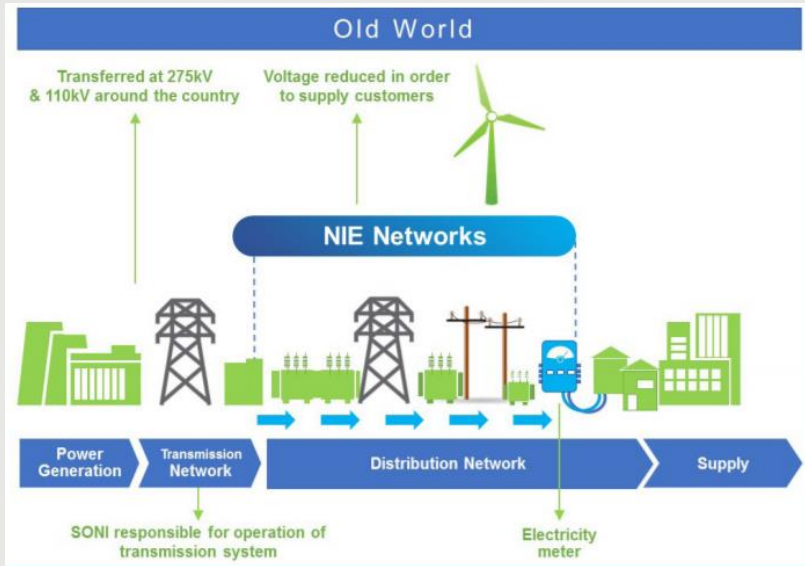 Old World
Transferred at 275kV
& 110kV around the country
Voltage reduced in order
to supply customers
NIE Networks
Power
Generation
Transmission
Network
Distribution Network
Supply
SONI responsible for operation of
transmission system
Electricity
meter